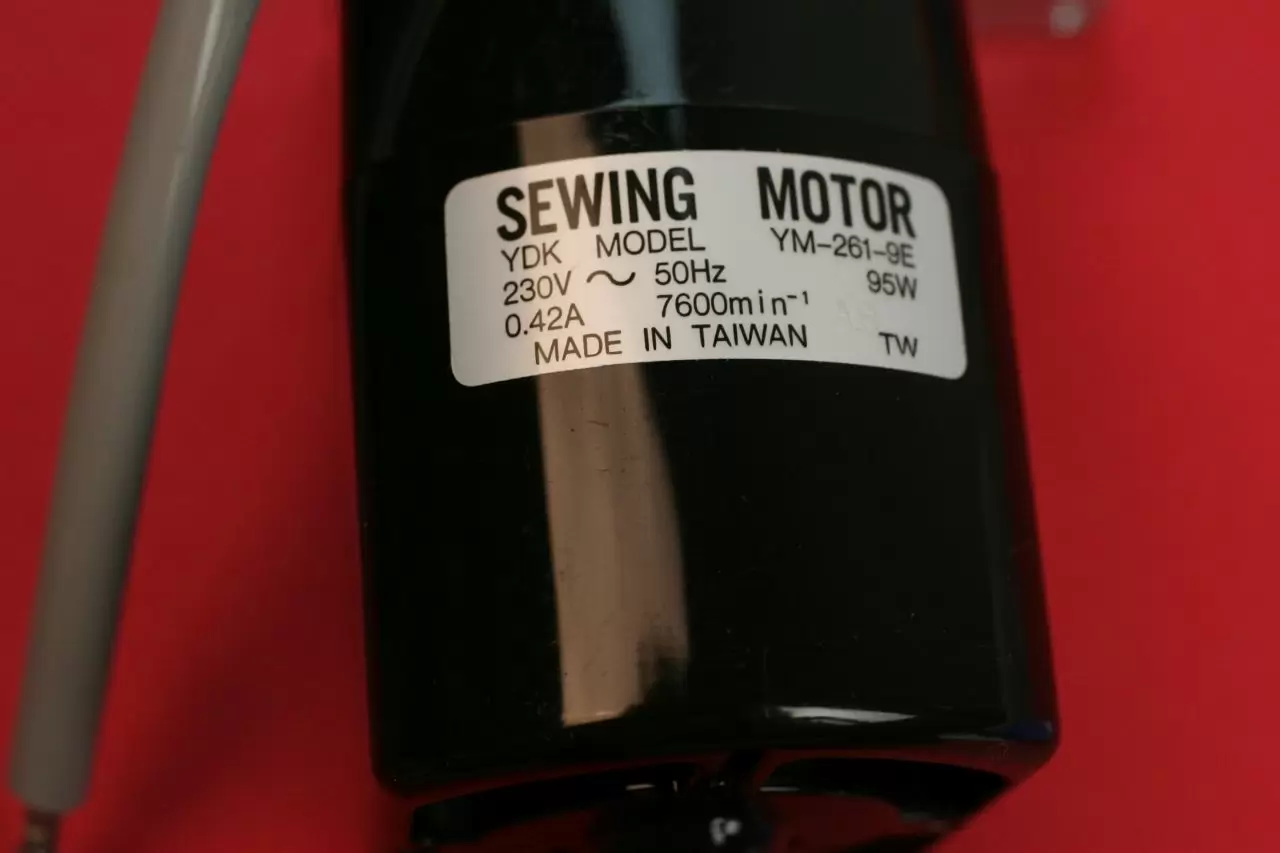 SEWING MOTOR
YDK MODEL YM-261-9E
230V ～ 50Hz 95W
0.42A 7600min⁻¹
MADE IN TAIWAN TW